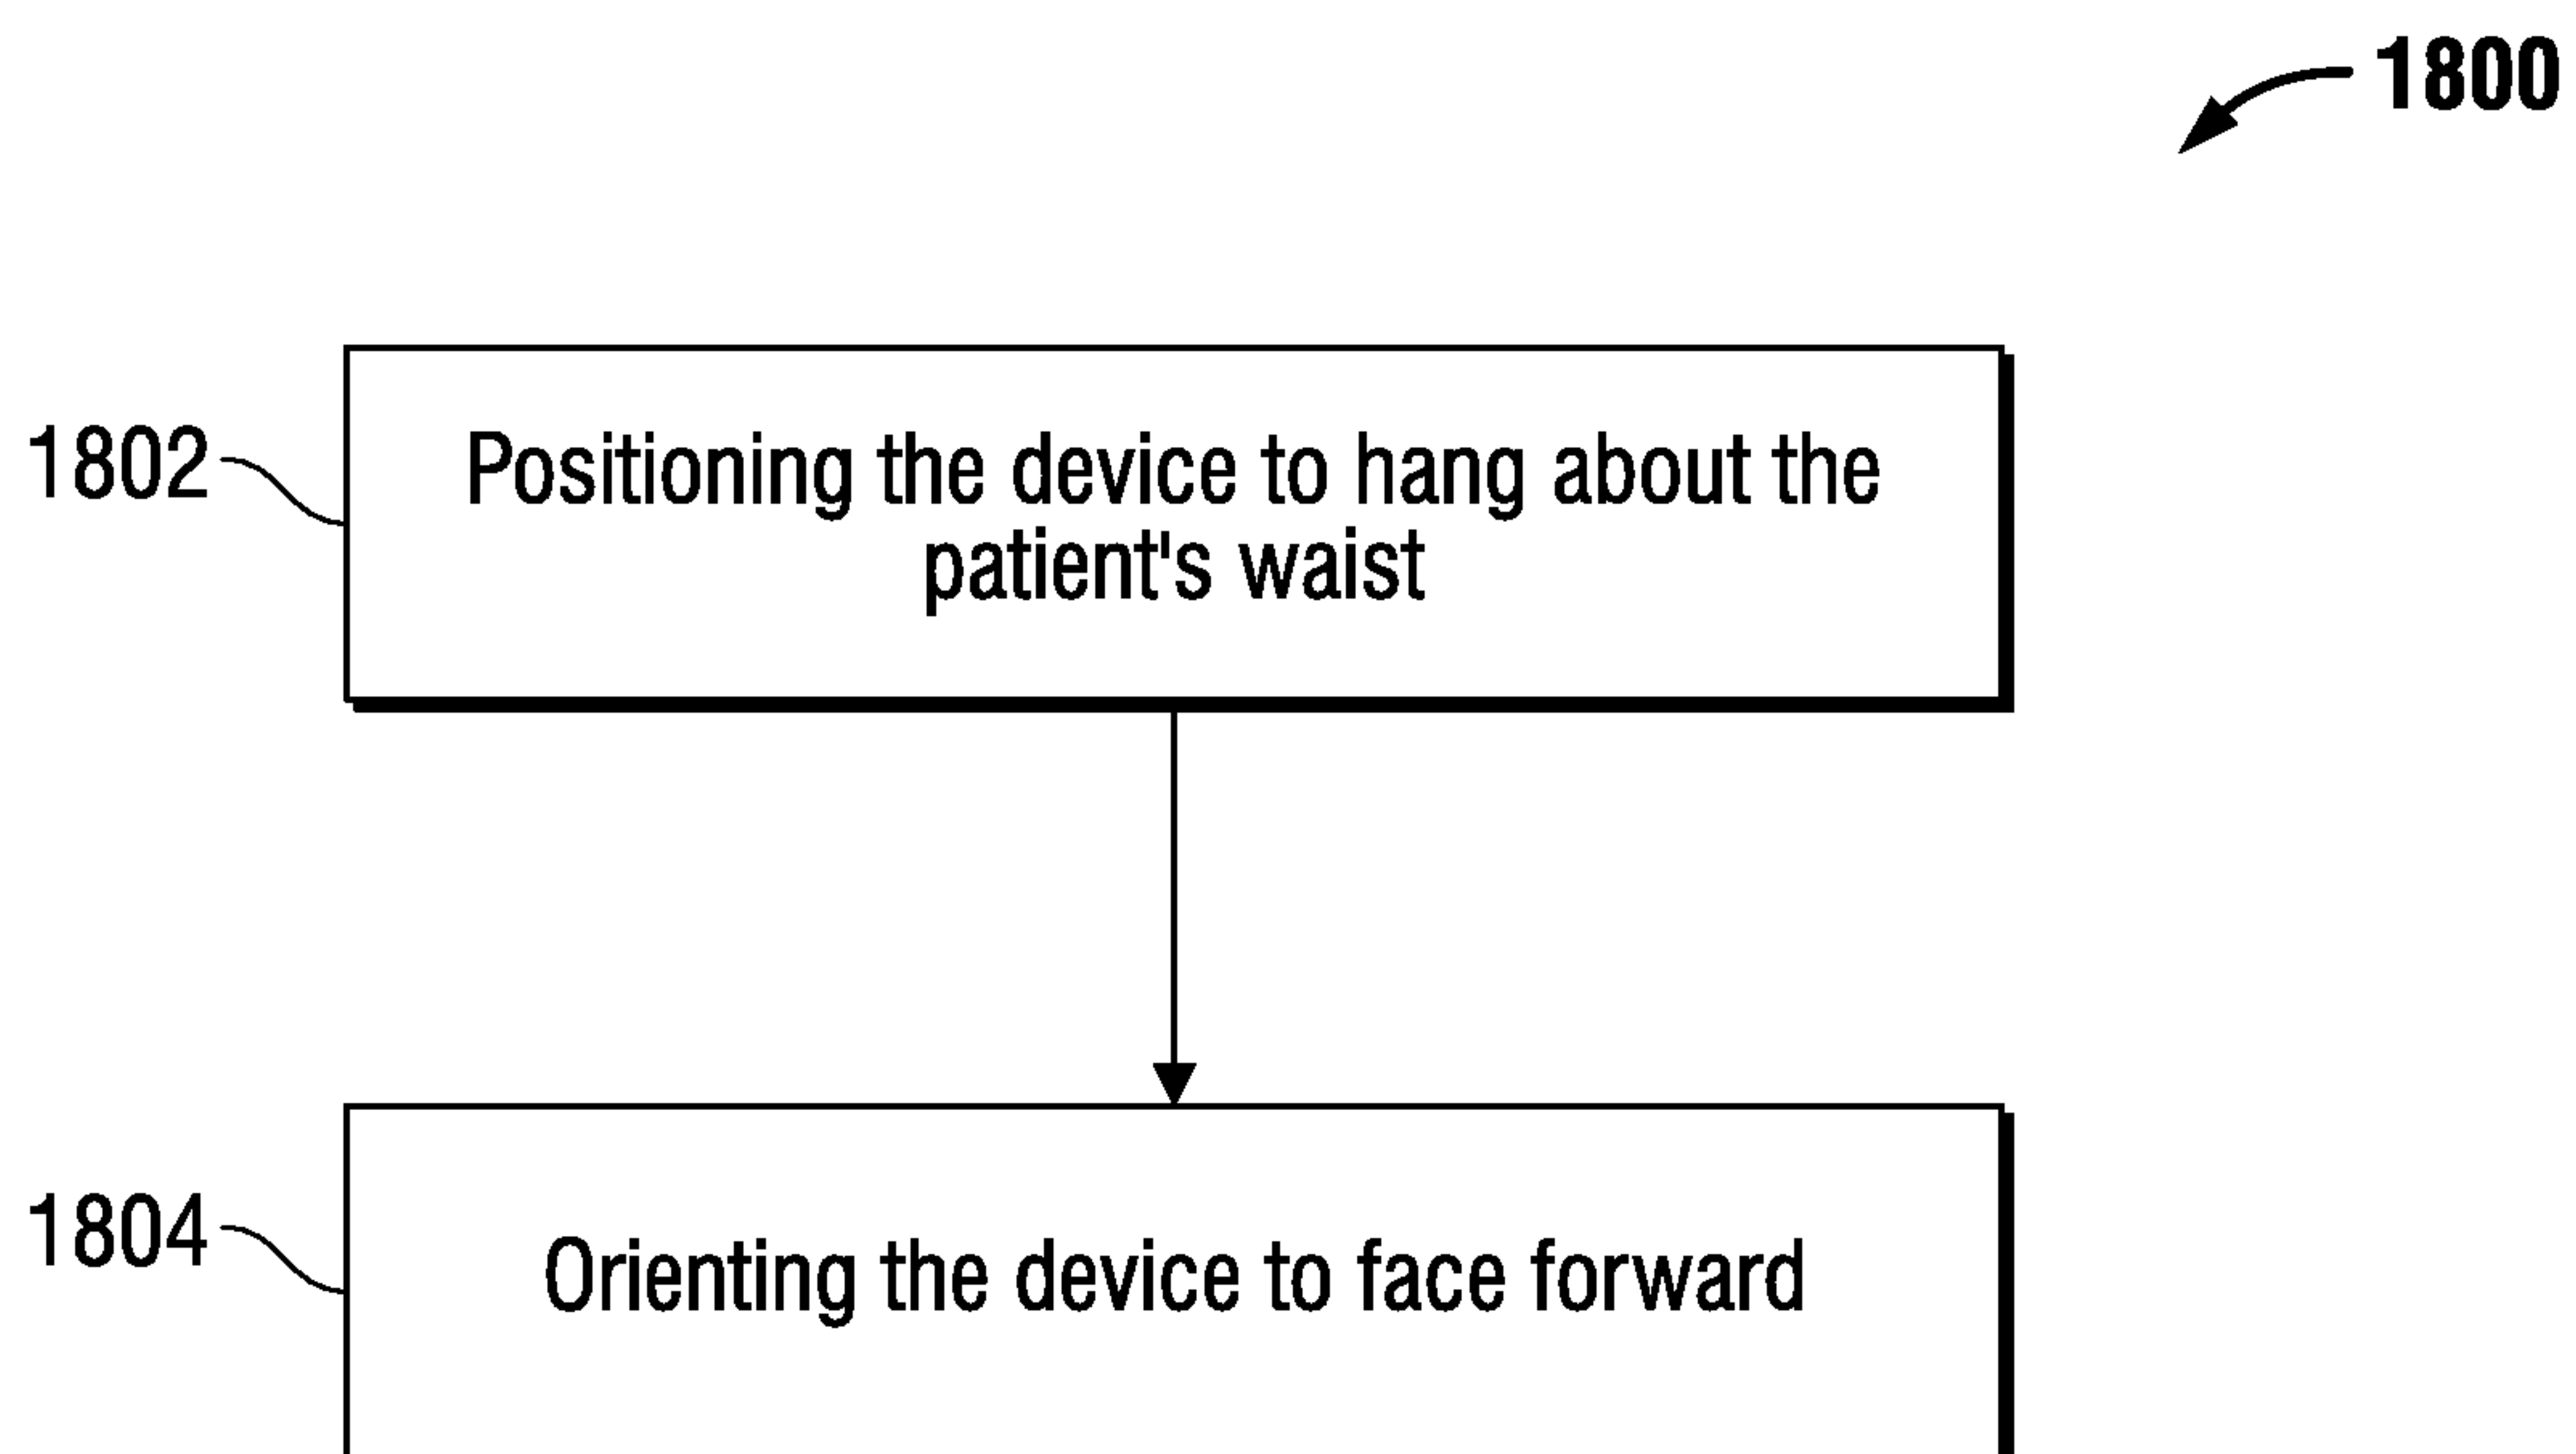 1800
1802
Positioning the device to hang about the
patient's waist
1804
Orienting the device to face forward